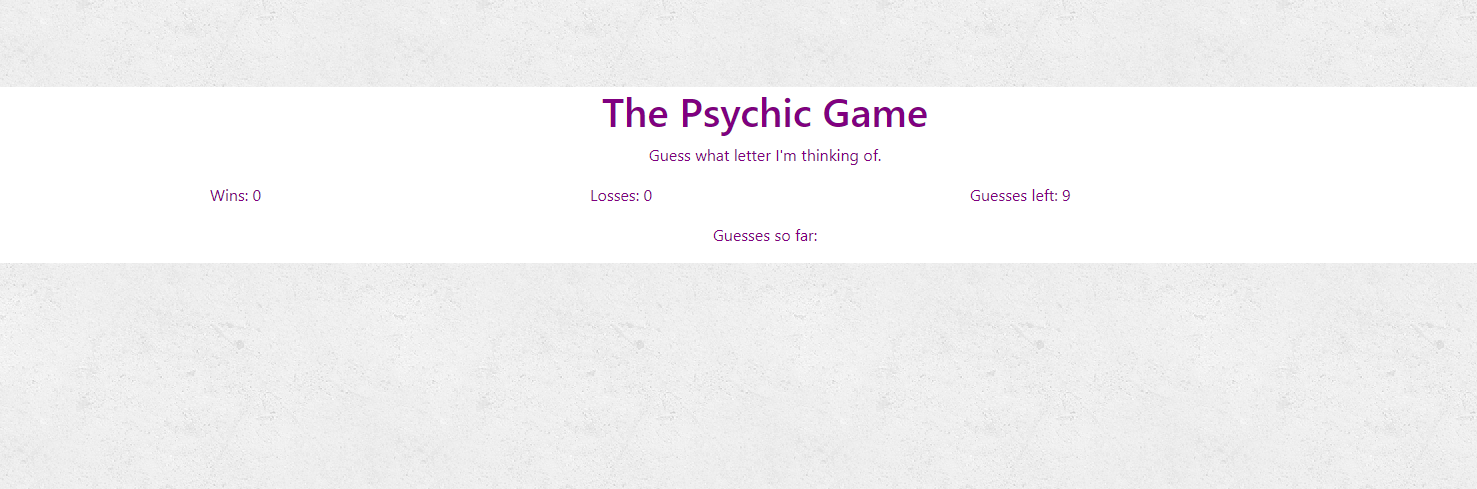 The Psychic Game
Guess what letter I'm thinking of.
Wins: 0 Losses: 0 Guesses left: 9
Guesses so far: